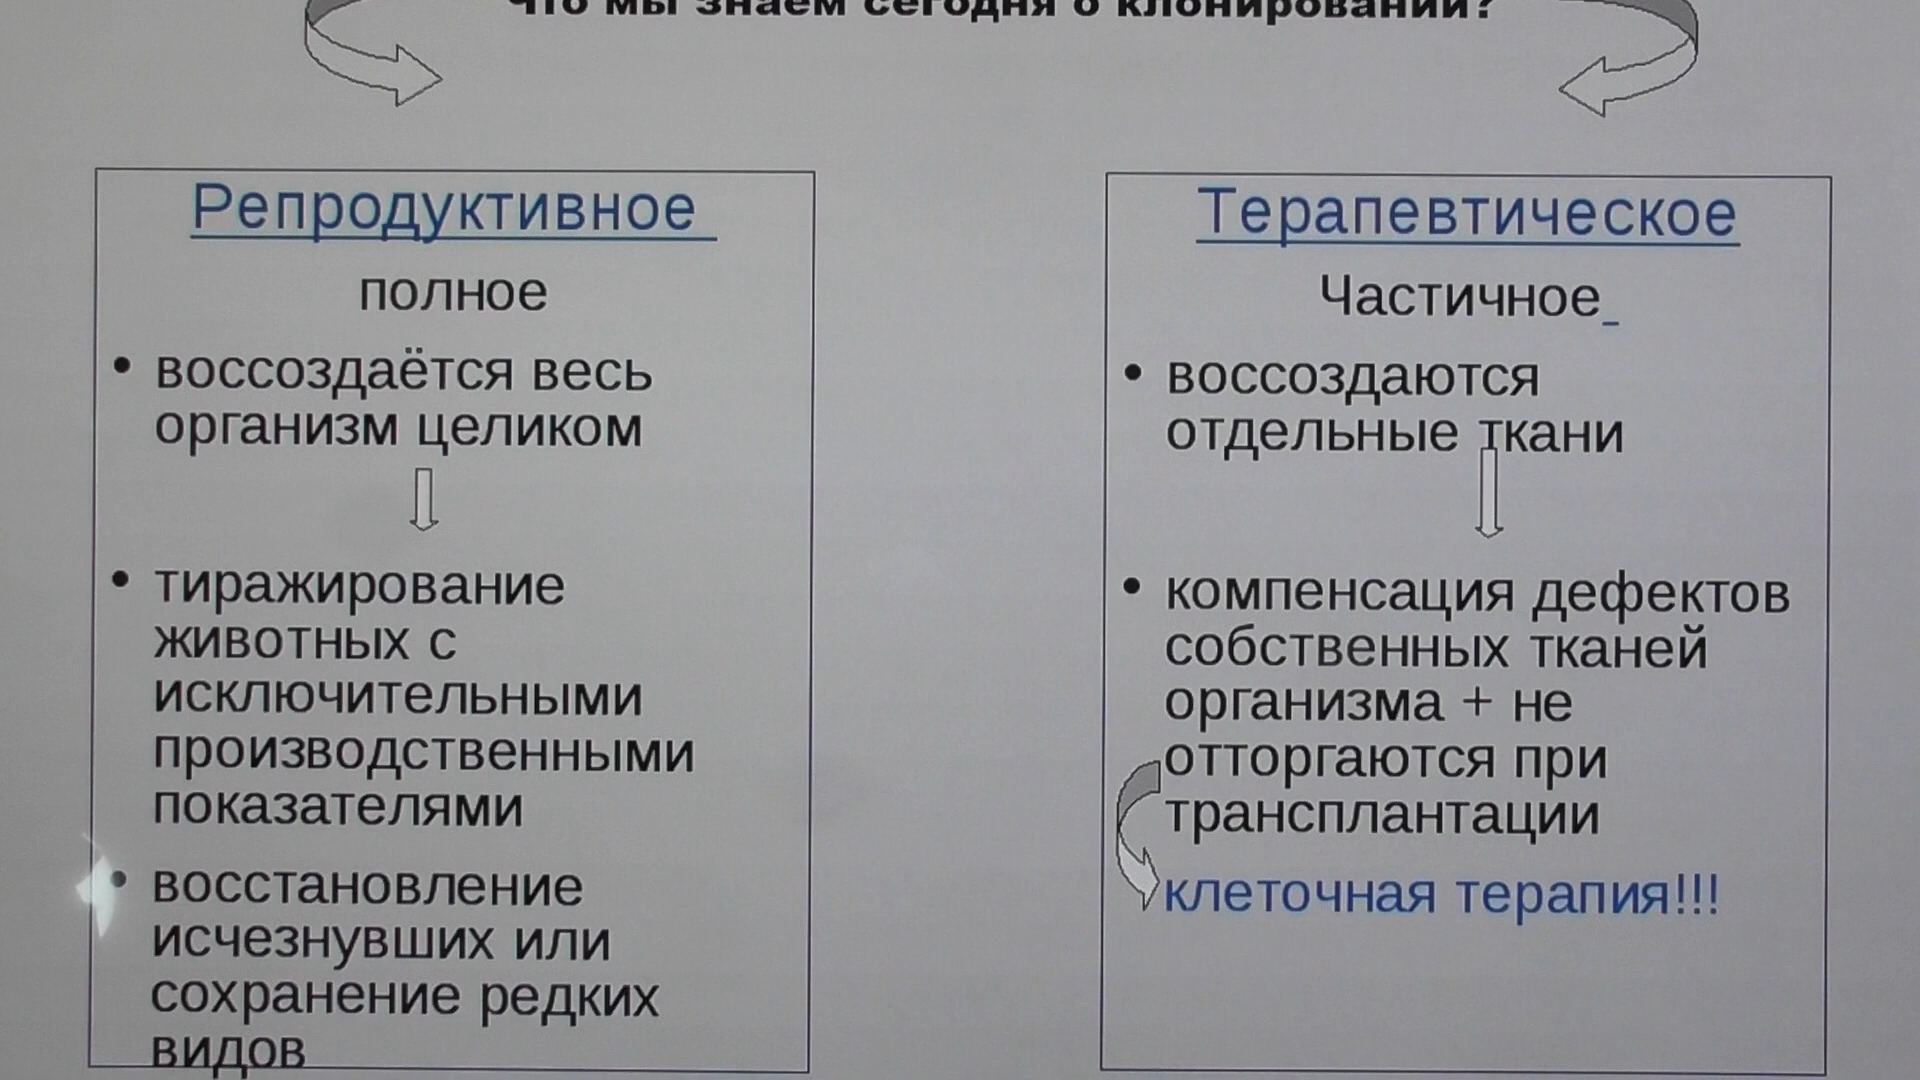 Что мы знаем сегодня о клонировании?
Репродуктивное
полное
• воссоздаётся весь
организм целиком
• тиражирование
животных с
исключительными
производственными
показателями
• восстановление
исчезнувших или
сохранение редких
видов
Терапевтическое
Частичное
• воссоздаются
отдельные ткани
• компенсация дефектов
собственных тканей
организма + не
отторгаются при
трансплантации
клеточная терапия!!!